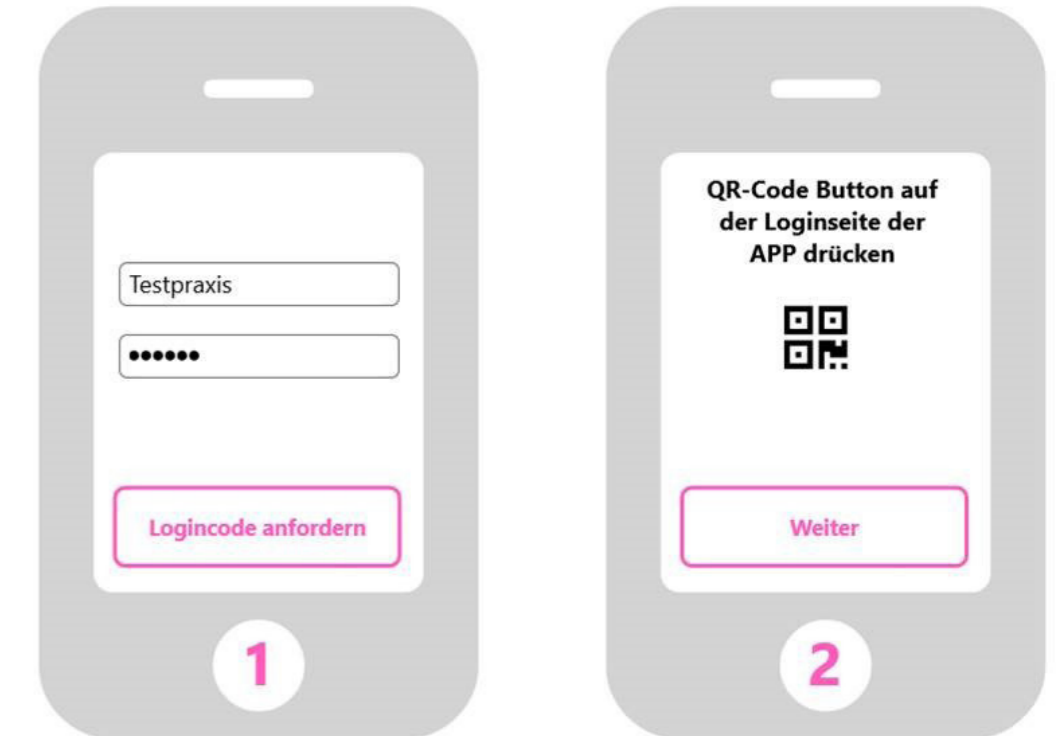 Testpraxis
••••••
Logincode anfordern
1
QR-Code Button auf
der Loginseite der
APP drücken
Weiter
2